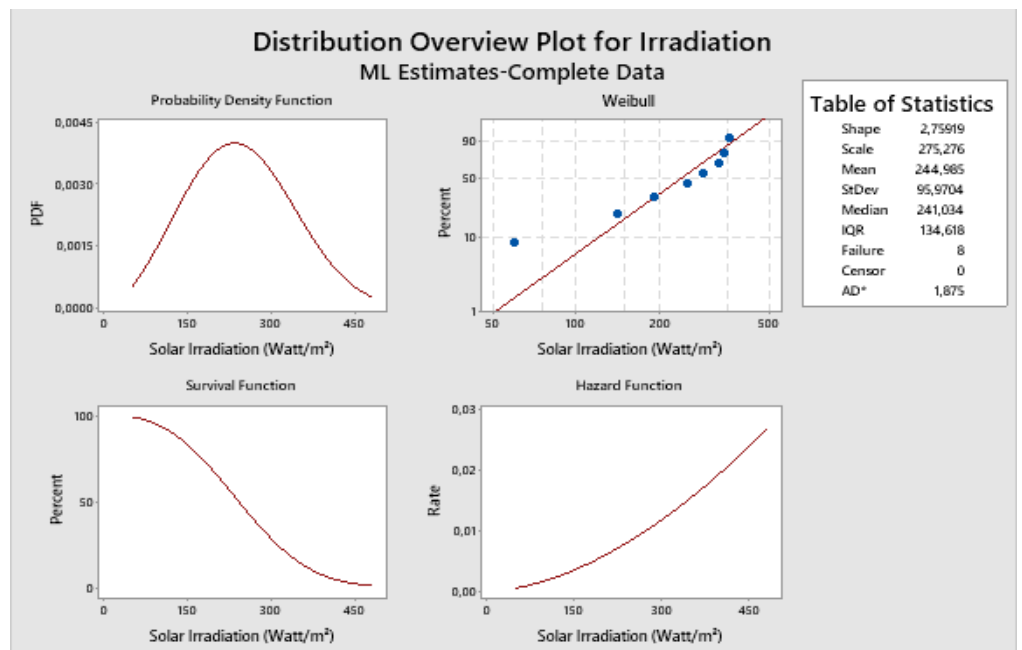 Distribution Overview Plot for Irradiation
ML Estimates-Complete Data
Probability Density Function
0,0045
0,0030
0,0015
0,0000
PDF
0 150 300 450
Solar Irradiation (Watt/m²)
Weibull
90
50
10
1
Percent
50 100 200 500
Solar Irradiation (Watt/m²)
Table of Statistics
Shape 2,75919
Scale 275,276
Mean 244,985
StDev 95,9704
Median 241,034
IQR 134,618
Failure 8
Censor 0
AD* 1,875
Survival Function
100
50
0
Percent
0 150 300 450
Solar Irradiation (Watt/m²)
Hazard Function
0,03
0,02
0,01
0,00
Rate
0 150 300 450
Solar Irradiation (Watt/m²)